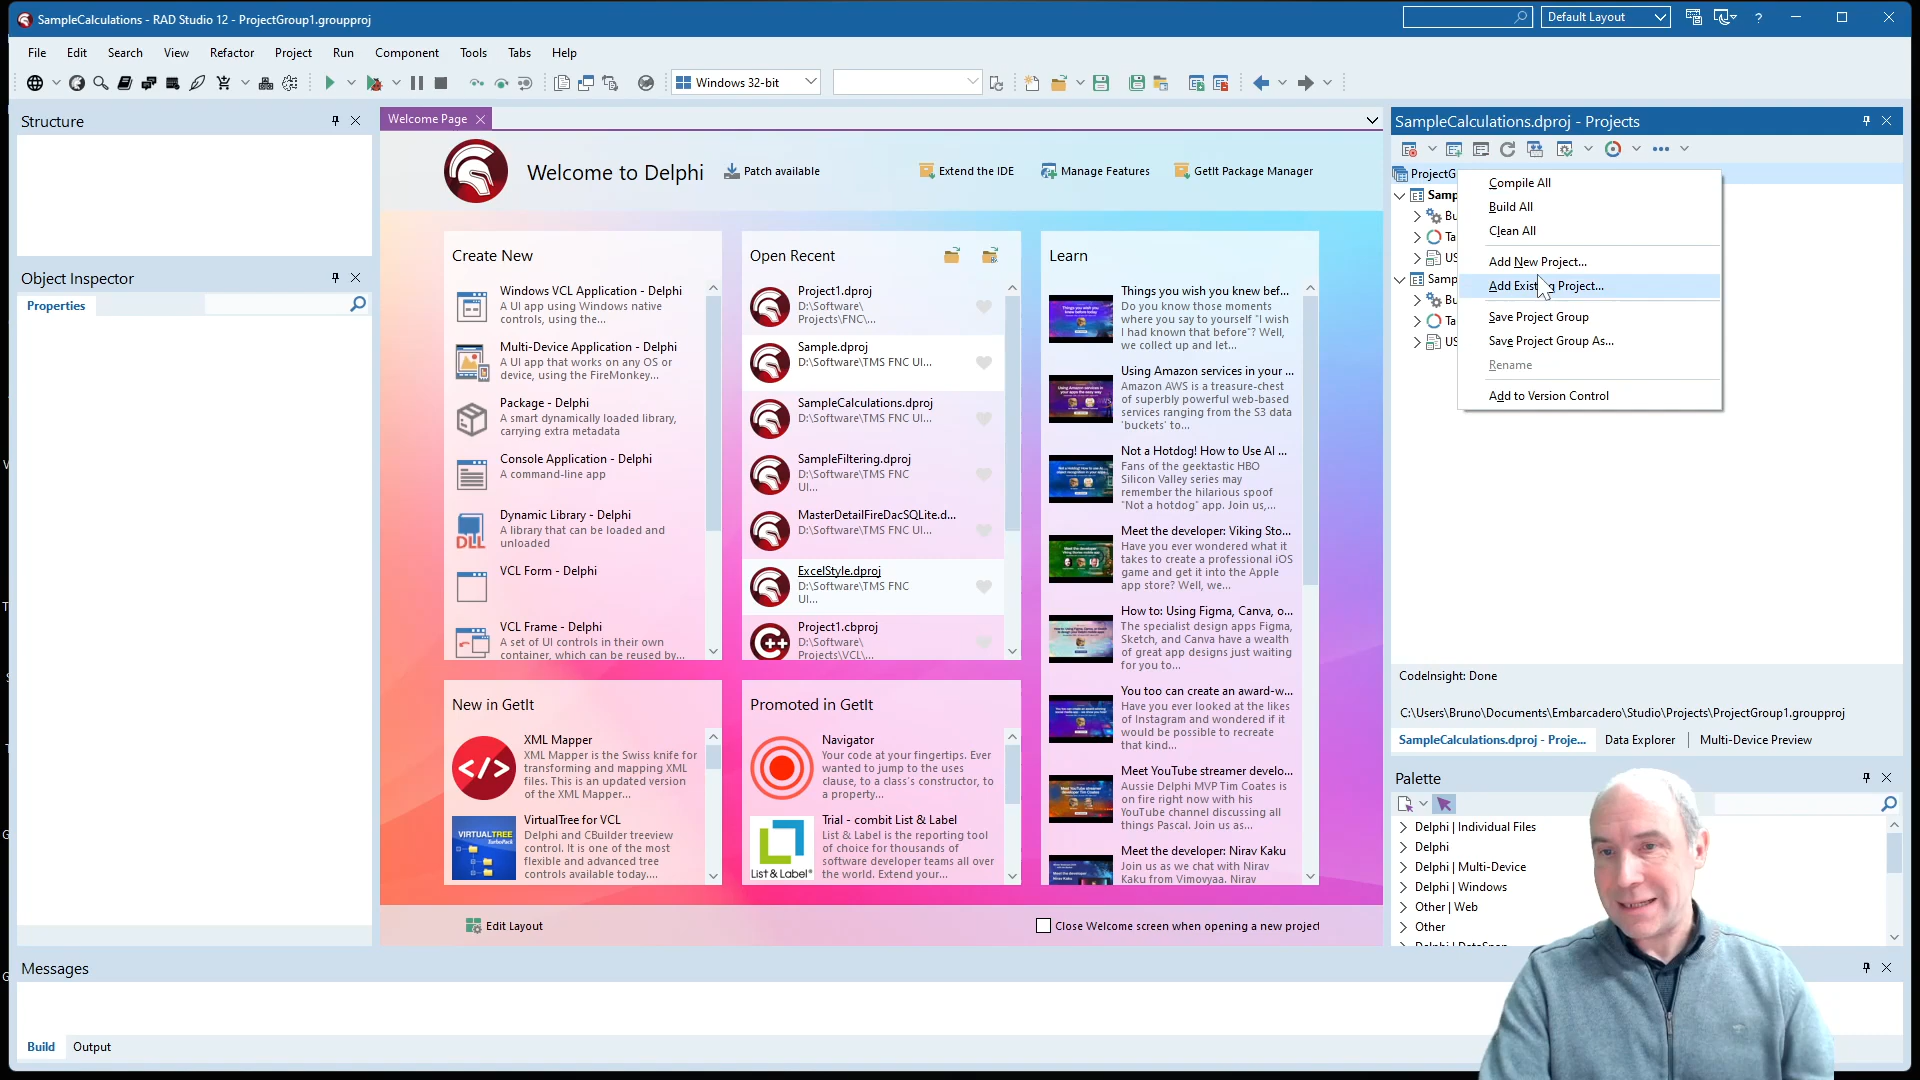 SampleCalculations - RAD Studio 12 - ProjectGroup1.groupproj
Default Layout
File Edit Search View Refactor Project Run Component Tools Tabs Help
Windows 32-bit
Structure
Object Inspector
Properties
Welcome Page
Welcome to Delphi
Patch available
Extend the IDE
Manage Features
GetIt Package Manager
Create New
Windows VCL Application - Delphi
A UI app using Windows native
controls, using the...
Multi-Device Application - Delphi
A UI app that works on any OS or
device, using the FireMonkey...
Package - Delphi
A smart dynamically loaded library,
carrying extra metadata
Console Application - Delphi
A command-line app
Dynamic Library - Delphi
A library that can be loaded and
unloaded
DLL
VCL Form - Delphi
VCL Frame - Delphi
A set of UI controls in their own
container, which can be reused by...
Open Recent
Project1.dproj
D:\Software\
Projects\FNC\...
Sample.dproj
D:\Software\TMS FNC UI...
SampleCalculations.dproj
D:\Software\TMS FNC UI...
SampleFiltering.dproj
D:\Software\TMS FNC
UI...
MasterDetailFireDacSQLite.d...
D:\Software\TMS FNC UI...
ExcelStyle.dproj
D:\Software\TMS FNC
UI...
Project1.cbproj
D:\Software\
Projects\VCL\...
Learn
Things you wish you knew bef...
Do you know those moments
where you say to yourself "I wish
I had known that before"? Well,
we collect up and let...
Using Amazon services in your ...
Amazon AWS is a treasure-chest
of superbly powerful web-based
services ranging from the S3 data
'buckets' to...
Not a Hotdog! How to Use AI ...
Fans of the geektastic HBO
Silicon Valley series may
remember the hilarious spoof
"Not a hotdog" app. Join us,...
Meet the developer: Viking Sto...
Have you ever wondered what it
takes to create a professional iOS
game and get it into the Apple
app store? Well, we...
How to: Using Figma, Canva, o...
The specialist design apps Figma,
Sketch, and Canva have a wealth
of great app designs just waiting
for you to...
You too can create an award-w...
Have you ever looked at the likes
of Instagram and wondered if it
would be possible to recreate
that kind...
Meet YouTube streamer develo...
Aussie Delphi MVP Tim Coates is
on fire right now with his
YouTube channel discussing all
things Pascal. Join us as...
Meet the developer: Nirav Kaku
Join us as we chat with Nirav
Kaku from Vimovyaa. Nirav
New in GetIt
XML Mapper
XML Mapper is the Swiss knife for
transforming and mapping XML
files. This is an updated version
of the XML Mapper...
VirtualTree for VCL
Delphi and CBuilder treeview
control. It is one of the most
flexible and advanced tree
controls available today....
VIRTUALTREE
Promoted in GetIt
Navigator
Your code at your fingertips. Ever
wanted to jump to the uses
clause, to a class's constructor, to
a property...
Trial - combit List & Label
List & Label is the reporting tool
of choice for thousands of
software developer teams all over
the world. Extend your...
List & Label®
Edit Layout
Close Welcome screen when opening a new project
SampleCalculations.dproj - Projects
ProjectG
Samp
Bu
Ta
US
Samp
Bu
Ta
US
Compile All
Build All
Clean All
Add New Project...
Add Existing Project...
Save Project Group
Save Project Group As...
Rename
Add to Version Control
CodeInsight: Done
C:\Users\Bruno\Documents\Embarcadero\Studio\Projects\ProjectGroup1.groupproj
SampleCalculations.dproj - Proje... Data Explorer Multi-Device Preview
Palette
Delphi | Individual Files
Delphi
Delphi | Multi-Device
Delphi | Windows
Other | Web
Other
Messages
Build Output